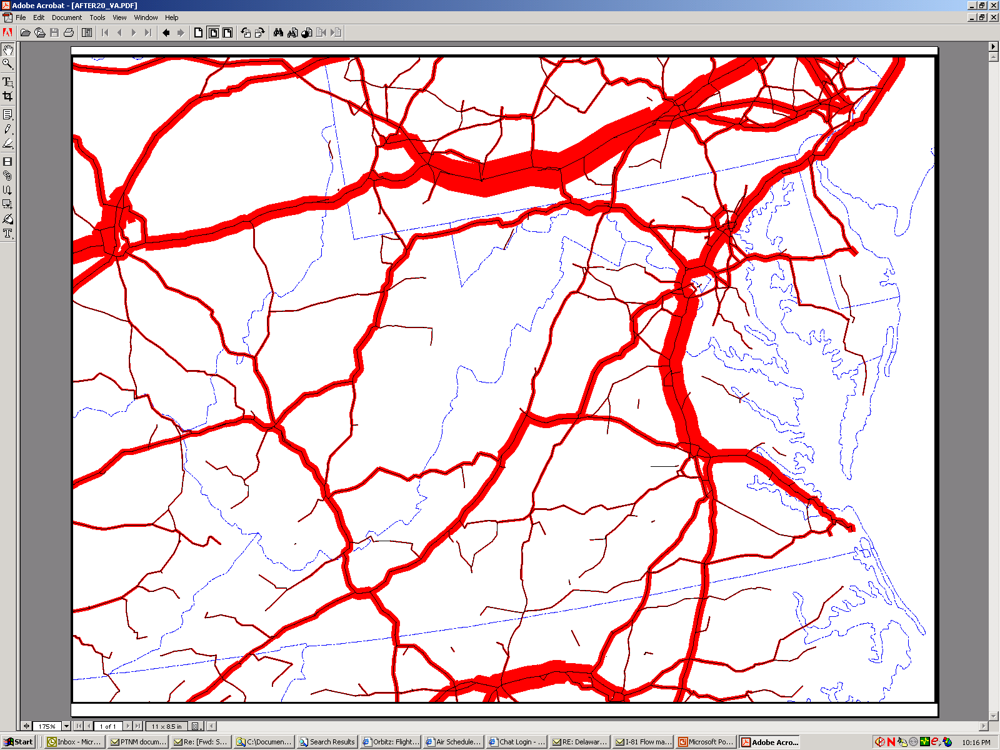 Adobe Acrobat - [AFTER20_VA.PDF]
File Edit Document Tools View Window Help
175% 1 of 1 11 x 8.5 in
Start Inbox - Micr... PTNM docum... Re: [Fwd: S... C:\Documen... Search Results Orbitz: Flight... Air Schedule... Chat Login - ... RE: Delawar... I-81 Flow ma... Microsoft Po... Adobe Acro... 10:16 PM